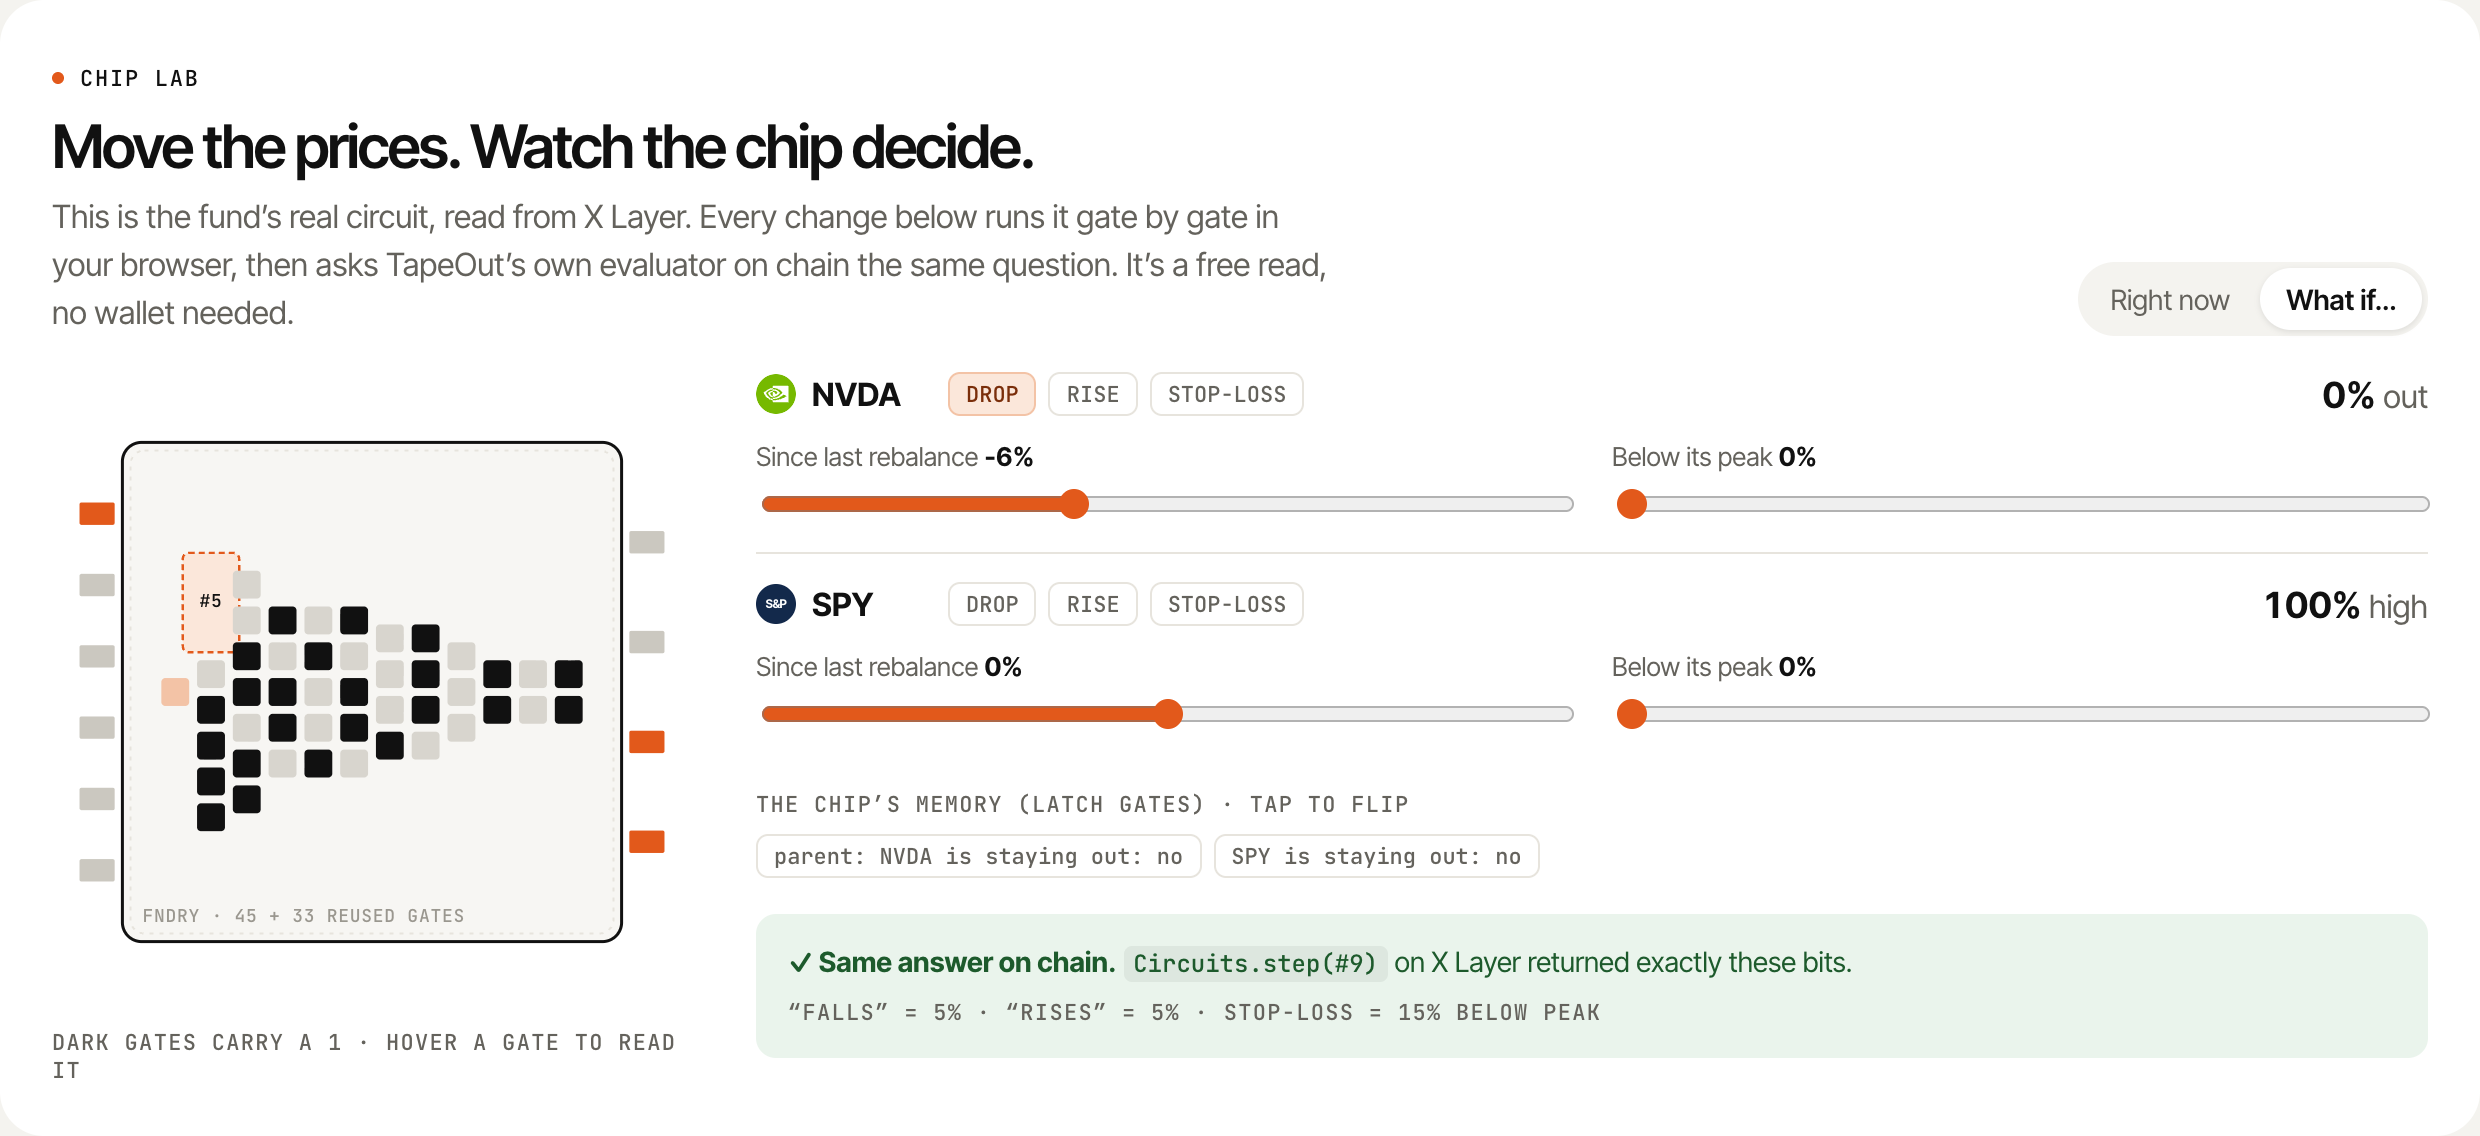 CHIP LAB
Move the prices. Watch the chip decide.
This is the fund’s real circuit, read from X Layer. Every change below runs it gate by gate in
your browser, then asks TapeOut’s own evaluator on chain the same question. It’s a free read,
no wallet needed.
Right now What if...
NVDA DROP RISE STOP-LOSS 0% out
Since last rebalance -6% Below its peak 0%
S&P SPY DROP RISE STOP-LOSS 100% high
Since last rebalance 0% Below its peak 0%
#5
FNDRY · 45 + 33 REUSED GATES
DARK GATES CARRY A 1 · HOVER A GATE TO READ
IT
THE CHIP’S MEMORY (LATCH GATES) · TAP TO FLIP
parent: NVDA is staying out: no SPY is staying out: no
✓ Same answer on chain. Circuits.step(#9) on X Layer returned exactly these bits.
“FALLS” = 5% · “RISES” = 5% · STOP-LOSS = 15% BELOW PEAK